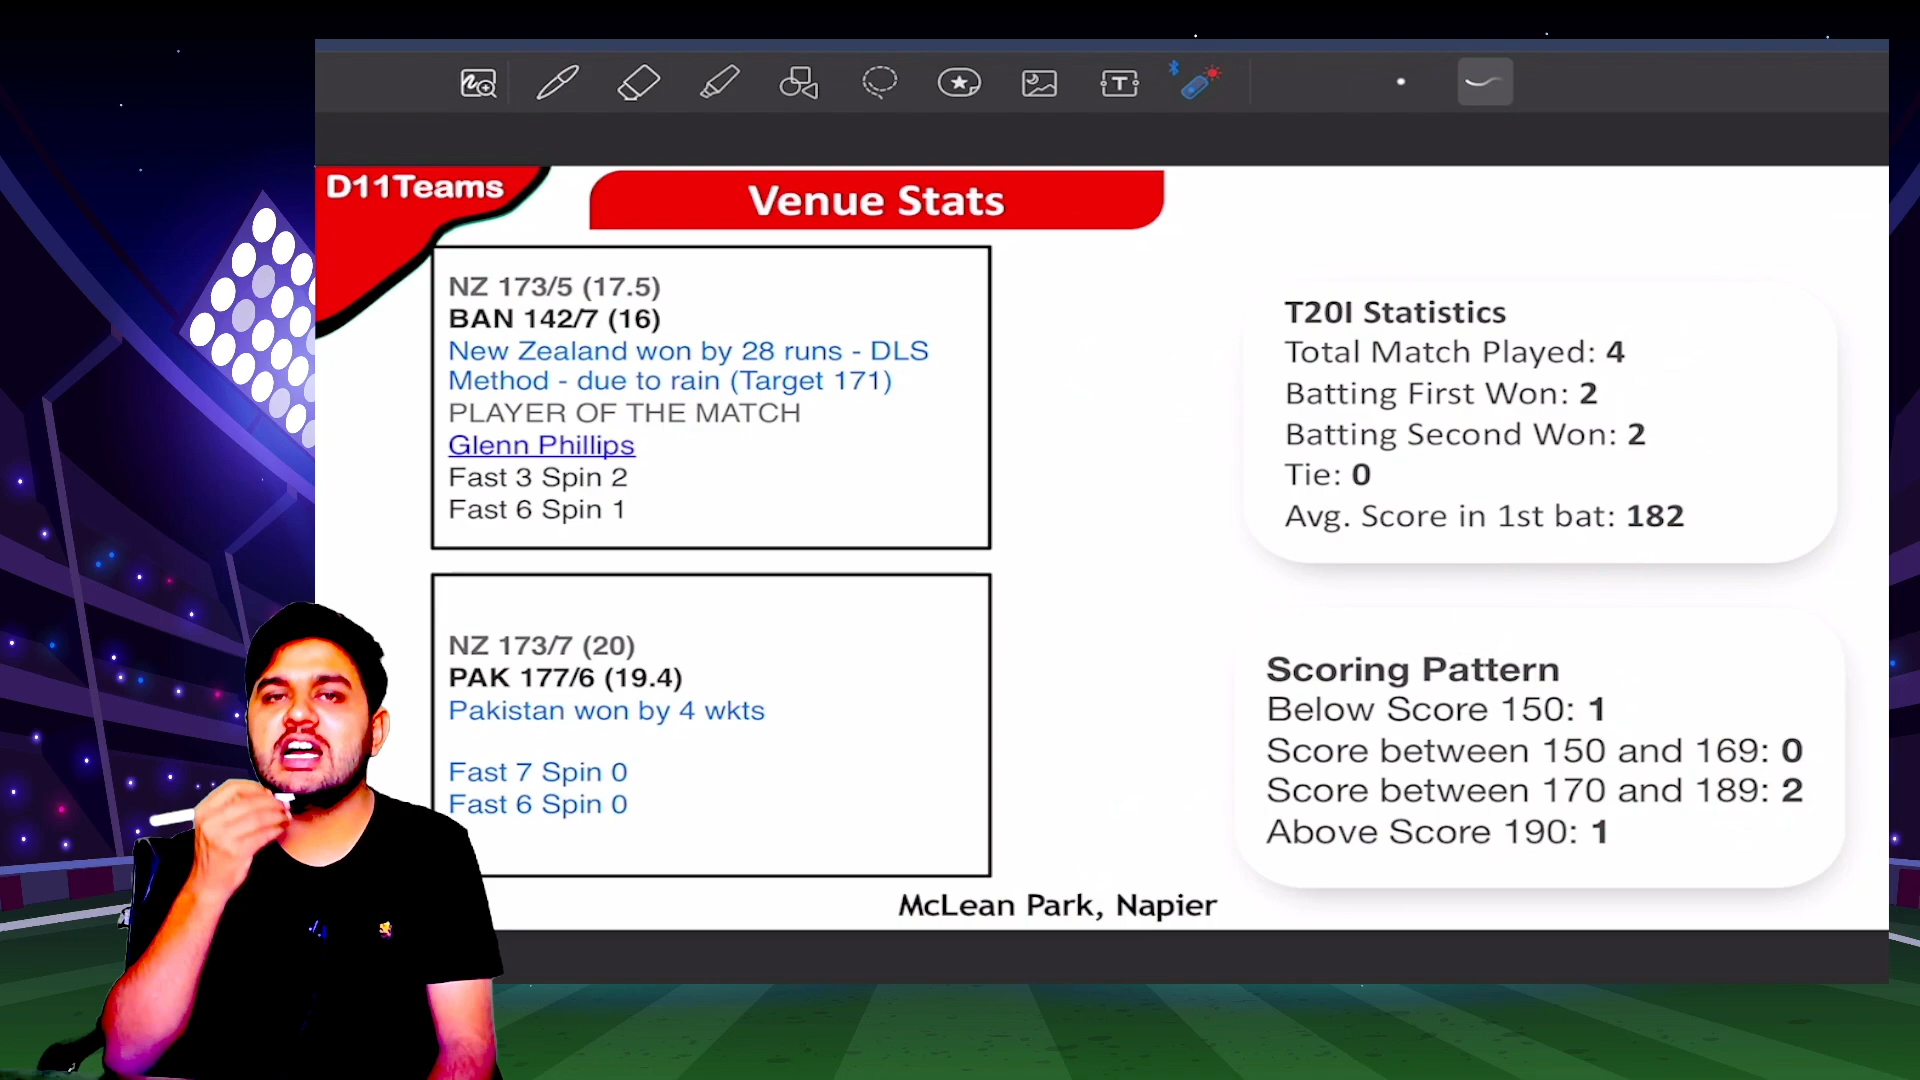 D11Teams
Venue Stats
NZ 173/5 (17.5)
BAN 142/7 (16)
New Zealand won by 28 runs - DLS
Method - due to rain (Target 171)
PLAYER OF THE MATCH
Glenn Phillips
Fast 3 Spin 2
Fast 6 Spin 1
NZ 173/7 (20)
PAK 177/6 (19.4)
Pakistan won by 4 wkts
Fast 7 Spin 0
Fast 6 Spin 0
T20I Statistics
Total Match Played: 4
Batting First Won: 2
Batting Second Won: 2
Tie: 0
Avg. Score in 1st bat: 182
Scoring Pattern
Below Score 150: 1
Score between 150 and 169: 0
Score between 170 and 189: 2
Above Score 190: 1
McLean Park, Napier